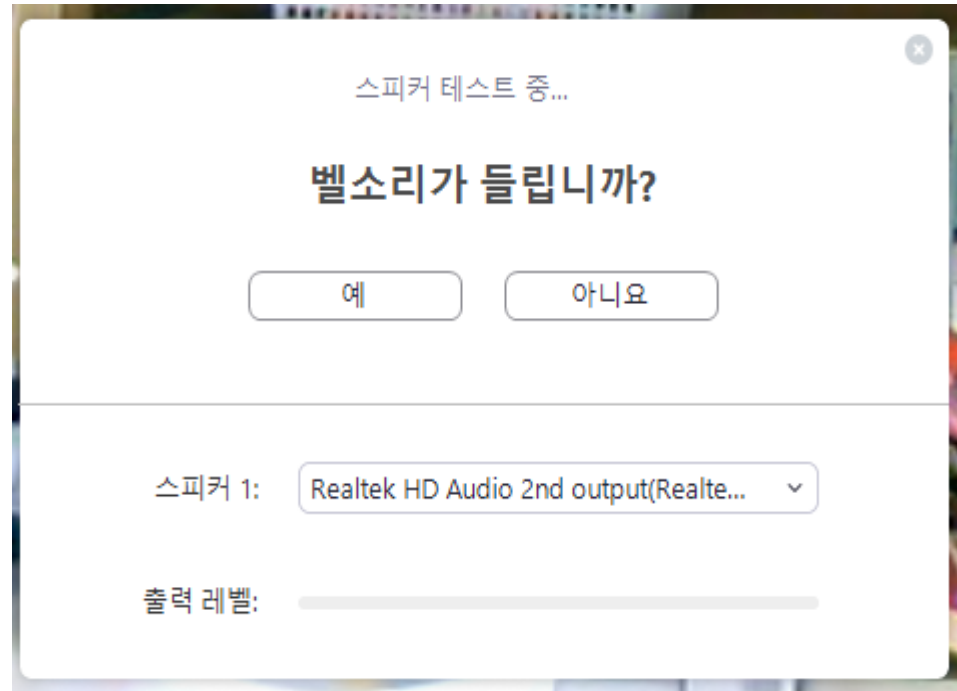 스피커 테스트 중...
벨소리가 들립니까?
예
아니요
스피커 1:
Realtek HD Audio 2nd output(Realte...
출력 레벨: